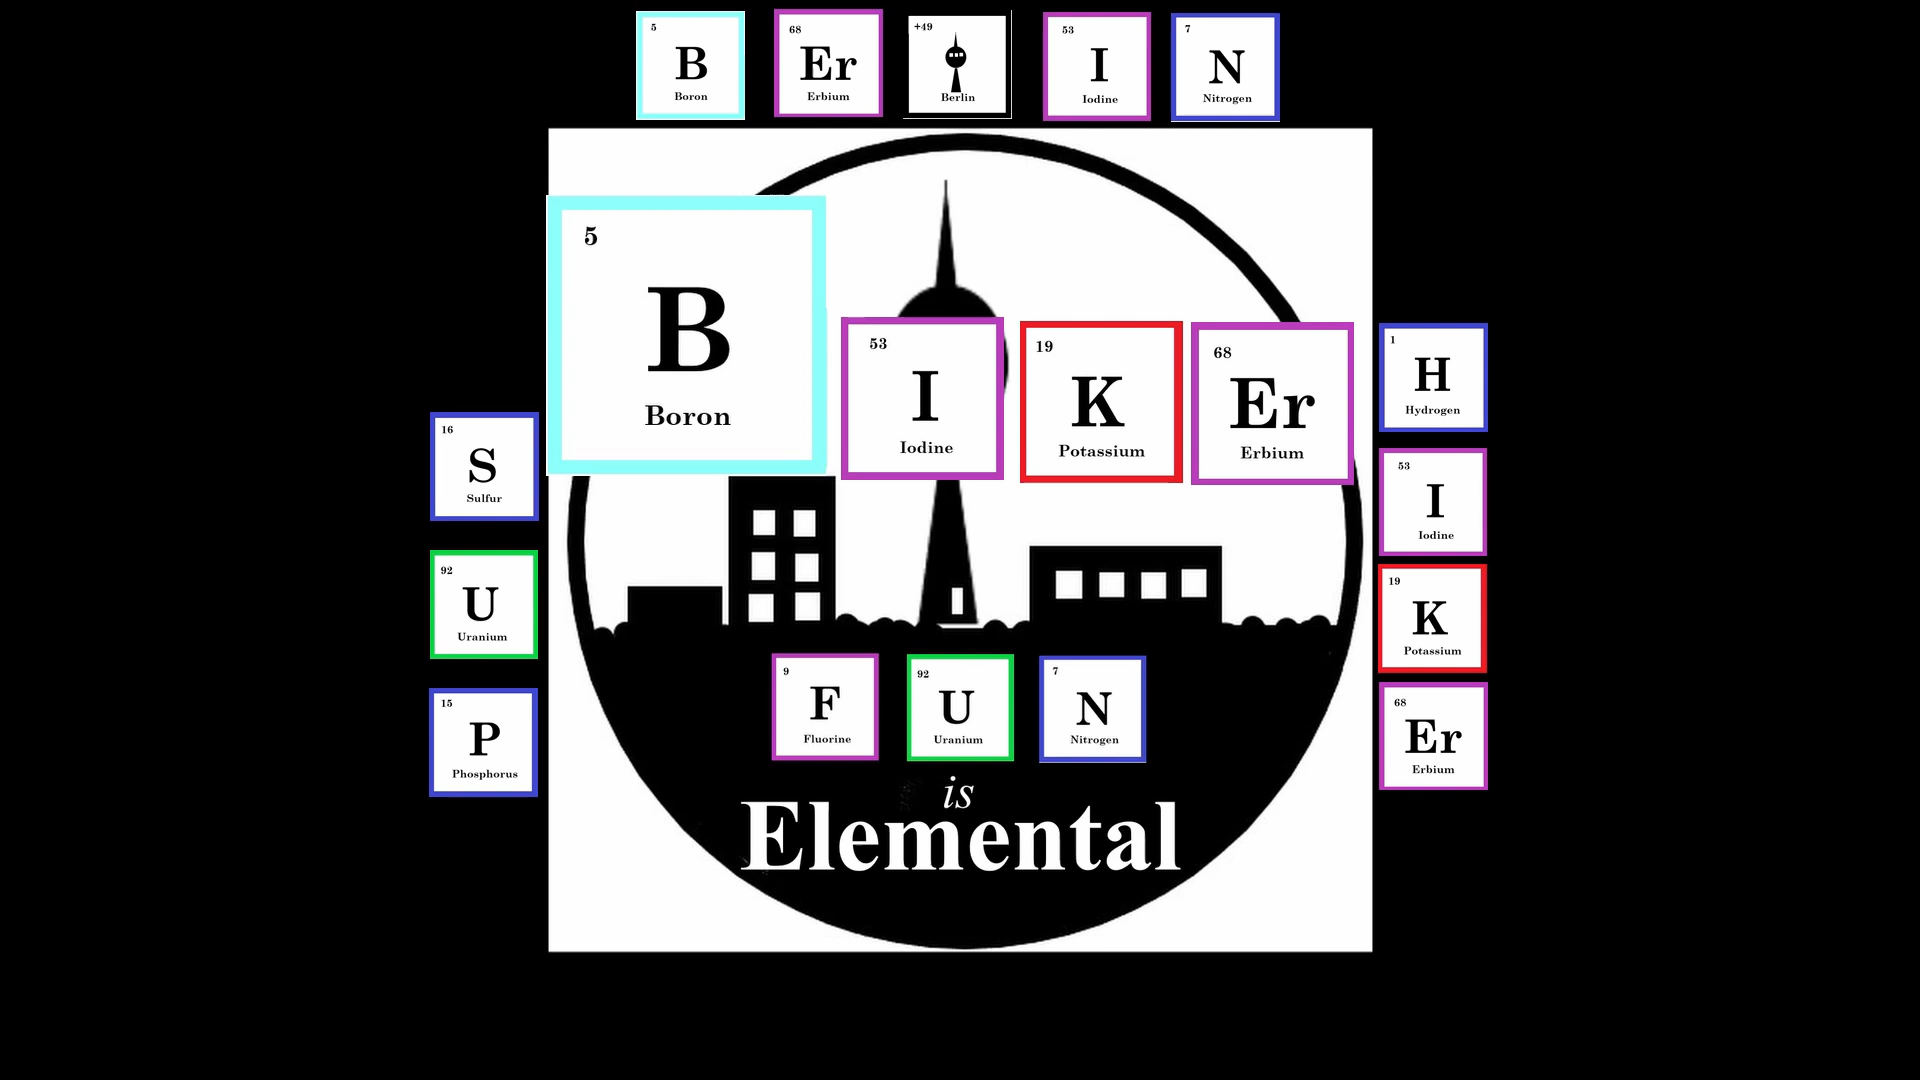 5
B
Boron
68
Er
Erbium
+49
Berlin
53
I
Iodine
7
N
Nitrogen
5
B
Boron
53
I
Iodine
19
K
Potassium
68
Er
Erbium
16
S
Sulfur
92
U
Uranium
15
P
Phosphorus
1
H
Hydrogen
53
I
Iodine
19
K
Potassium
68
Er
Erbium
9
F
Fluorine
92
U
Uranium
7
N
Nitrogen
is
Elemental